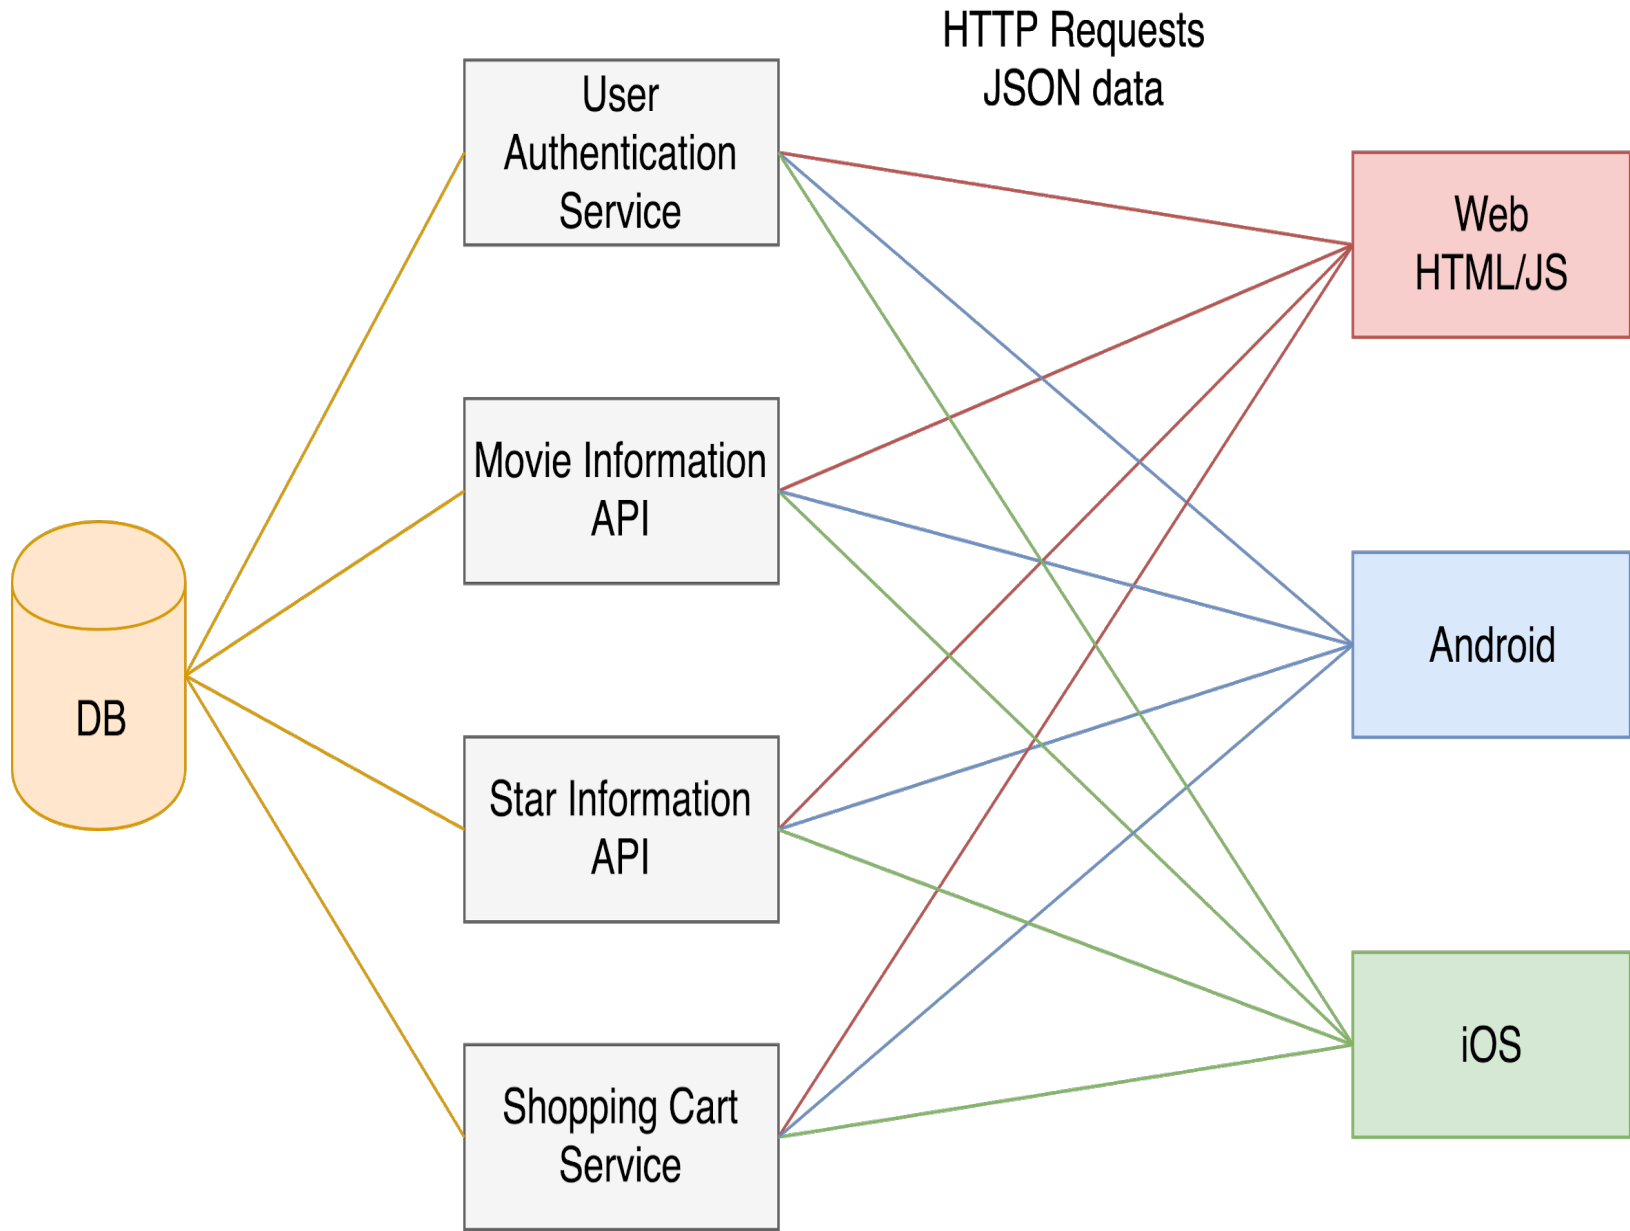 HTTP Requests
JSON data
User
Authentication
Service
Web
HTML/JS
Movie Information
API
Android
DB
Star Information
API
iOS
Shopping Cart
Service